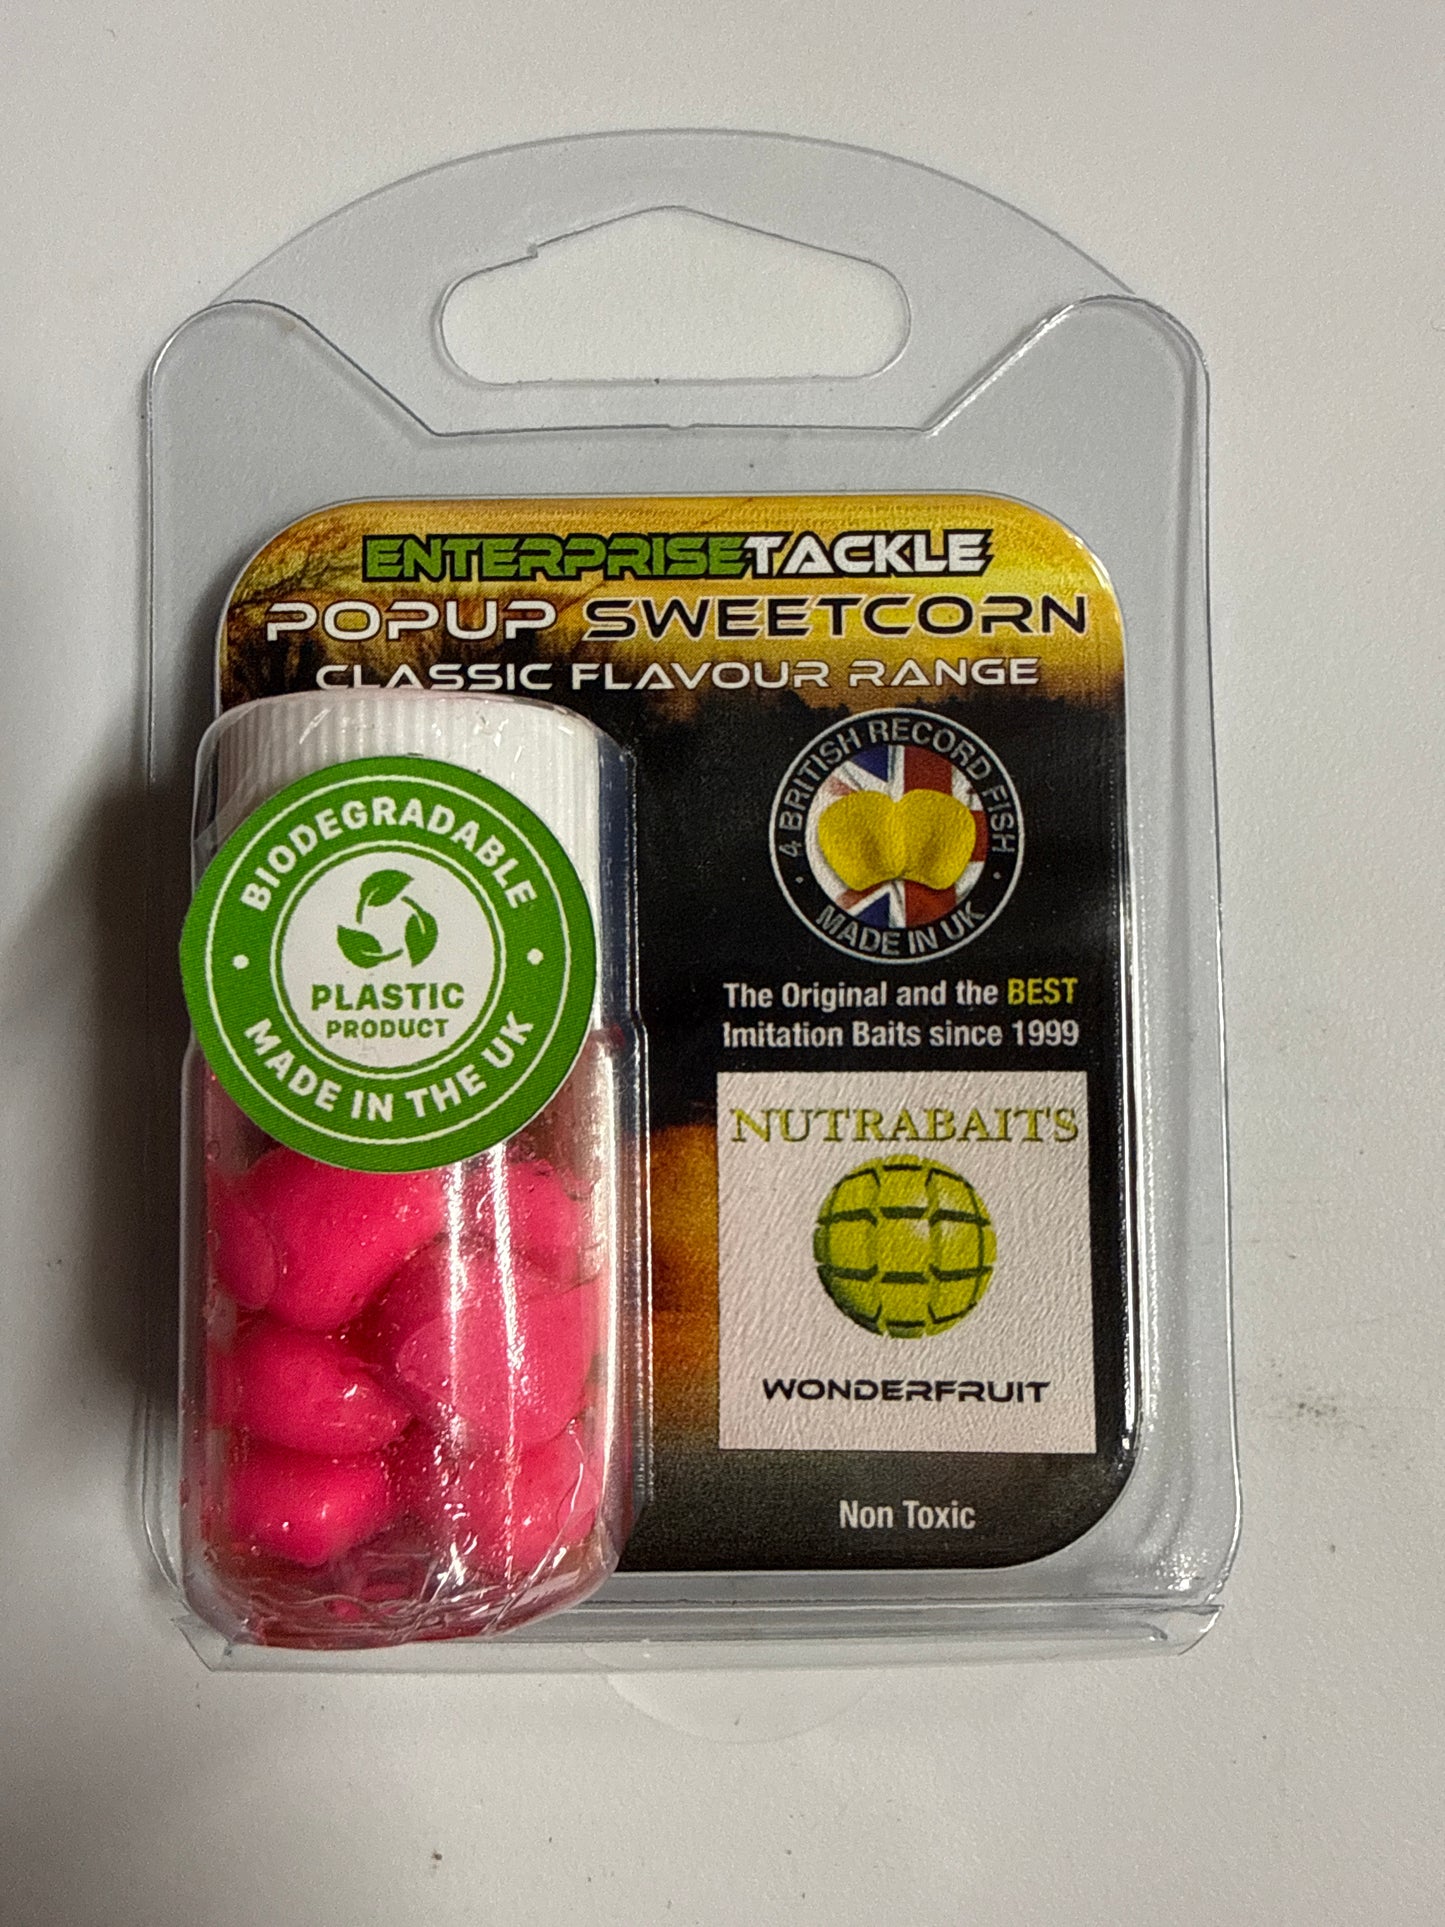 ENTERPRISETACKLE
POPUP SWEETCORN
CLASSIC FLAVOUR RANGE
4 BRITISH RECORD FISH
MADE IN UK
BIODEGRADABLE
PLASTIC
PRODUCT
MADE IN THE UK
The Original and the BEST
Imitation Baits since 1999
NUTRABAITS
WONDERFRUIT
Non Toxic